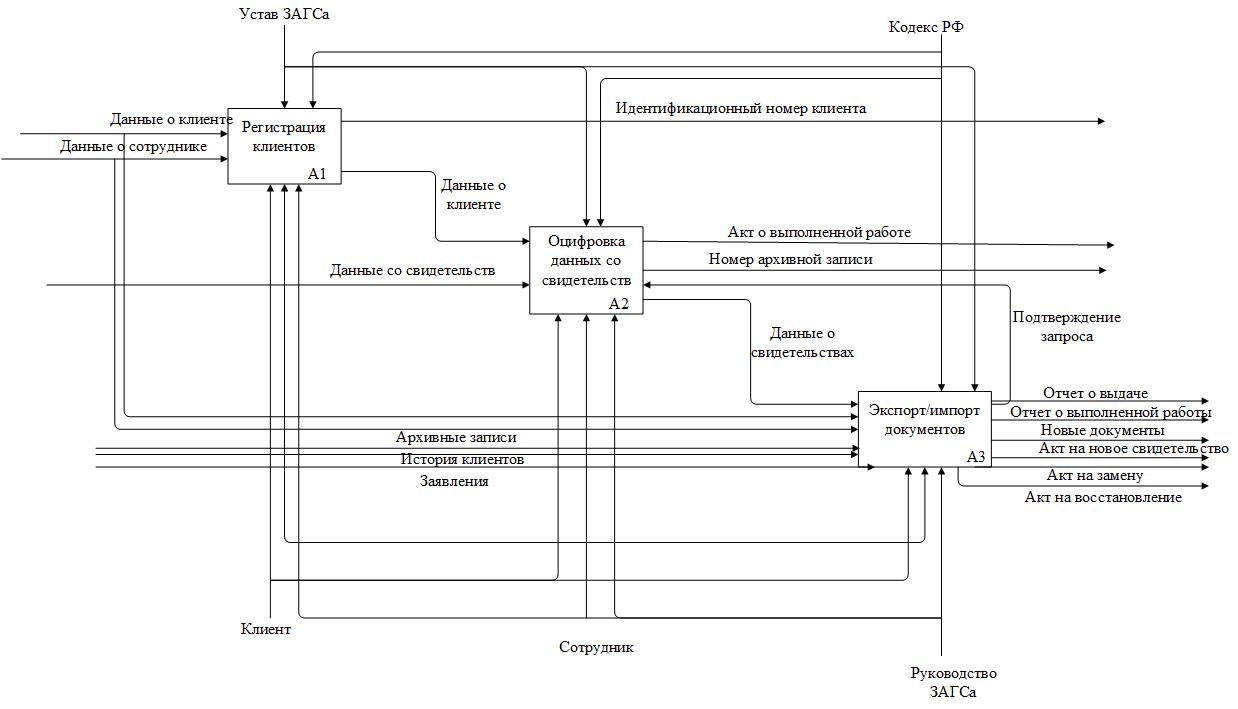 Устав ЗАГСа
Кодекс РФ
Данные о клиенте
Данные о сотруднике
Регистрация
клиентов
А1
Идентификационный номер клиента
Данные о
клиенте
Данные со свидетельств
Оцифровка
данных со
свидетельств
А2
Акт о выполненной работе
Номер архивной записи
Данные о
свидетельствах
Подтверждение
запроса
Архивные записи
История клиентов
Заявления
Экспорт/импорт
документов
А3
Отчет о выдаче
Отчет о выполненной работы
Новые документы
Акт на новое свидетельство
Акт на замену
Акт на восстановление
Клиент
Сотрудник
Руководство
ЗАГСа